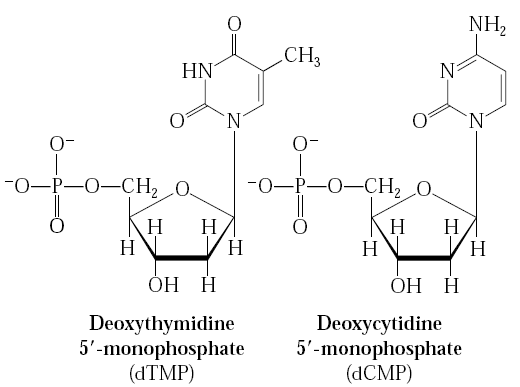 O NH₂
HN CH₃ N
O N O N
O⁻ O⁻
⁻O–P–O–CH₂ O ⁻O–P–O–CH₂ O
O H H H H O H H H H
OH H OH H
Deoxythymidine Deoxycytidine
5′-monophosphate 5′-monophosphate
(dTMP) (dCMP)